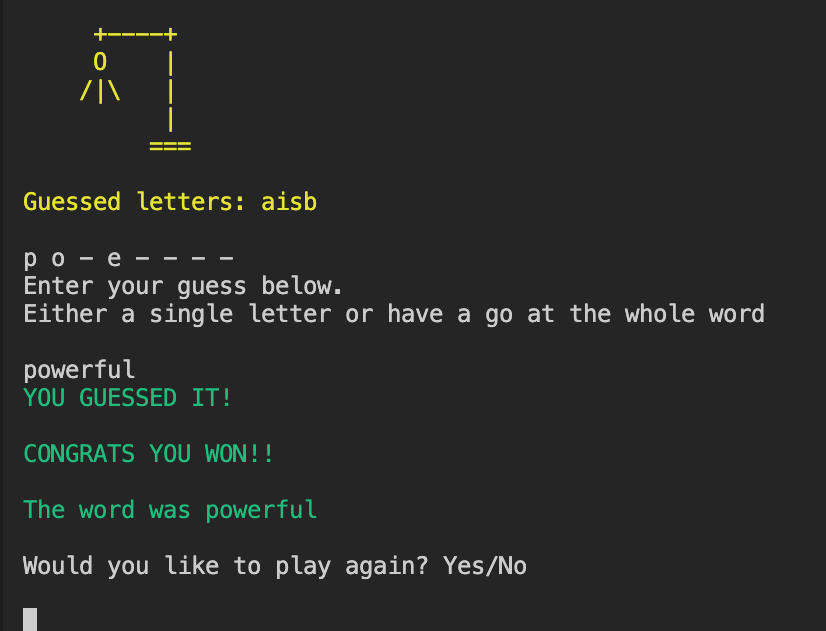 +----+
O    |
/|\   |
|
===
Guessed letters: aisb
p o - e - - - -
Enter your guess below.
Either a single letter or have a go at the whole word
powerful
YOU GUESSED IT!
CONGRATS YOU WON!!
The word was powerful
Would you like to play again? Yes/No